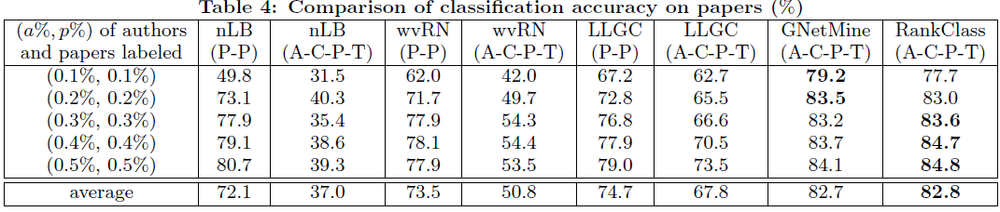 Table 4: Comparison of classification accuracy on papers (%)
(a%, p%) of authors nLB nLB wvRN wvRN LLGC LLGC GNetMine RankClass
and papers labeled (P-P) (A-C-P-T) (P-P) (A-C-P-T) (P-P) (A-C-P-T) (A-C-P-T) (A-C-P-T)
(0.1%, 0.1%) 49.8 31.5 62.0 42.0 67.2 62.7 79.2 77.7
(0.2%, 0.2%) 73.1 40.3 71.7 49.7 72.8 65.5 83.5 83.0
(0.3%, 0.3%) 77.9 35.4 77.9 54.3 76.8 66.6 83.2 83.6
(0.4%, 0.4%) 79.1 38.6 78.1 54.4 77.9 70.5 83.7 84.7
(0.5%, 0.5%) 80.7 39.3 77.9 53.5 79.0 73.5 84.1 84.8
average 72.1 37.0 73.5 50.8 74.7 67.8 82.7 82.8